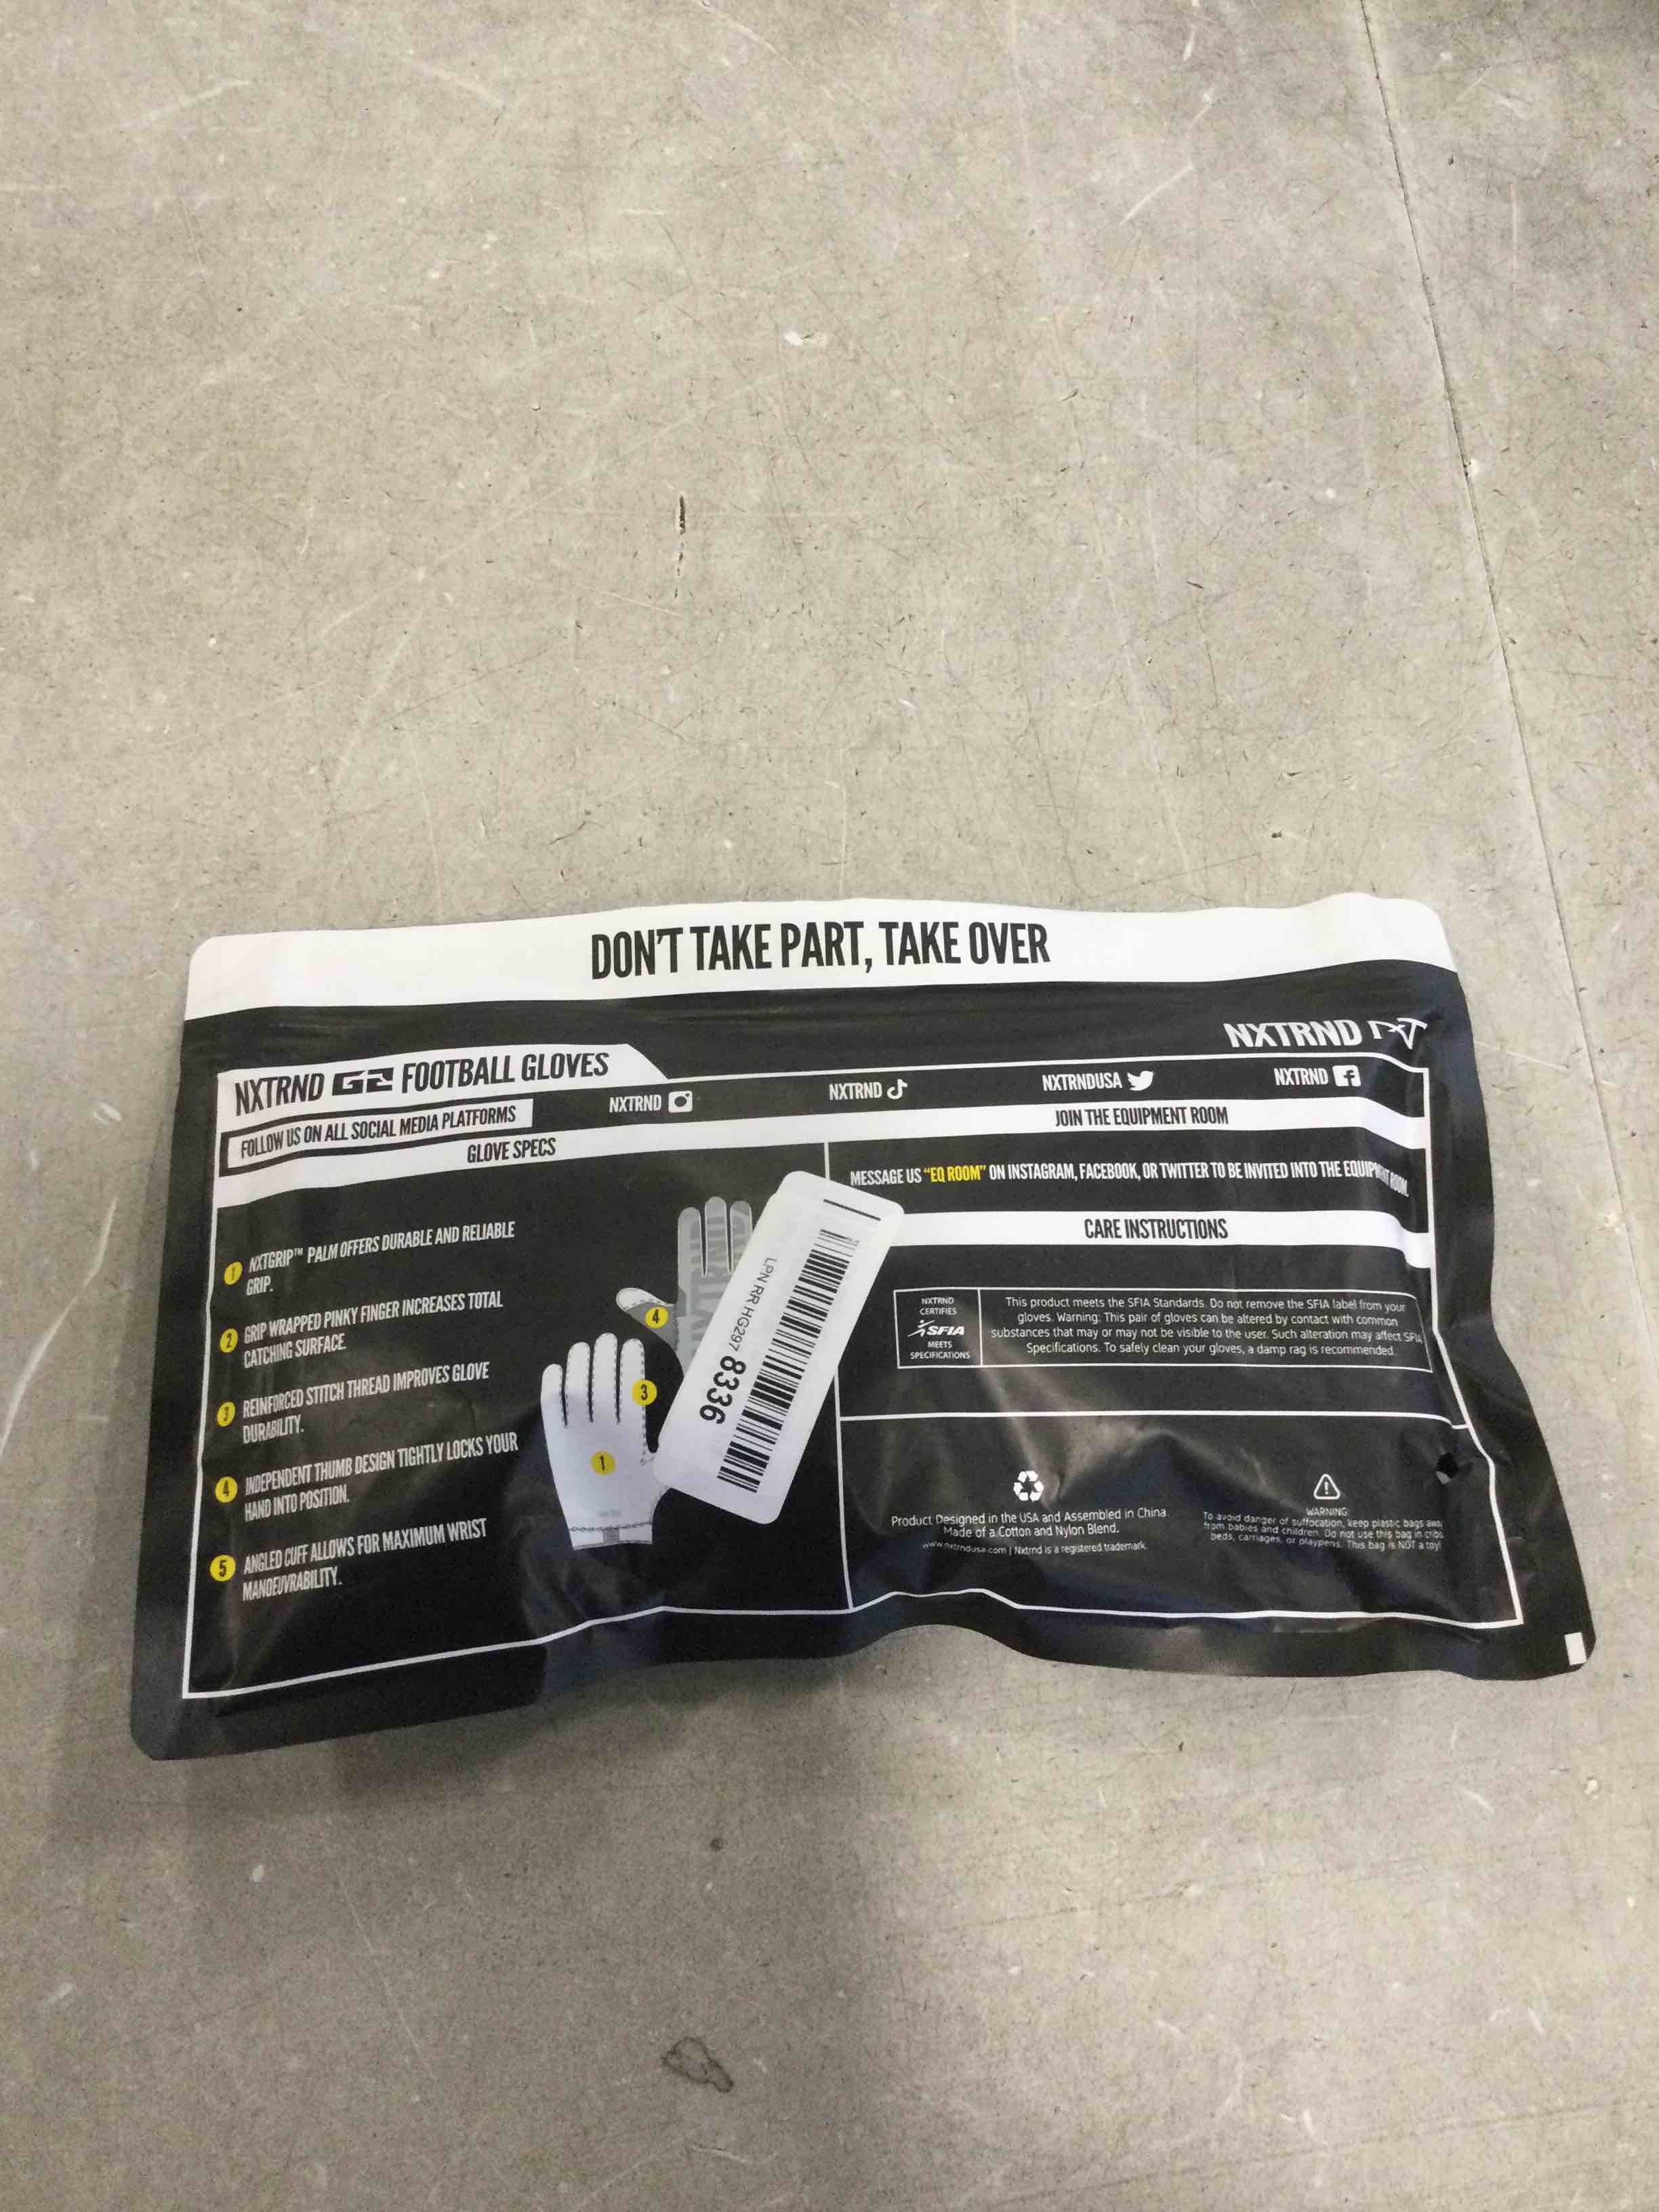 DON'T TAKE PART, TAKE OVER
NXTRND
NXTRND G2 FOOTBALL GLOVES
FOLLOW US ON ALL SOCIAL MEDIA PLATFORMS
NXTRND
NXTRND
NXTRNDUSA
NXTRND
GLOVE SPECS
1 NXTGRIP™ PALM OFFERS DURABLE AND RELIABLE
GRIP.
2 GRIP WRAPPED PINKY FINGER INCREASES TOTAL
CATCHING SURFACE.
3 REINFORCED STITCH THREAD IMPROVES GLOVE
DURABILITY.
4 INDEPENDENT THUMB DESIGN TIGHTLY LOCKS YOUR
HAND INTO POSITION.
5 ANGLED CUFF ALLOWS FOR MAXIMUM WRIST
MANOEUVRABILITY.
4
3
1
LPN RR HG297 8336
JOIN THE EQUIPMENT ROOM
MESSAGE US "EQ ROOM" ON INSTAGRAM, FACEBOOK, OR TWITTER TO BE INVITED INTO THE EQUIPMENT ROOM.
CARE INSTRUCTIONS
NXTRND
CERTIFIES
SFIA
MEETS
SPECIFICATIONS
This product meets the SFIA Standards. Do not remove the SFIA label from your
gloves. Warning: This pair of gloves can be altered by contact with common
substances that may or may not be visible to the user. Such alteration may affect SFIA
Specifications. To safely clean your gloves, a damp rag is recommended.
Product Designed in the USA and Assembled in China.
Made of a Cotton and Nylon Blend.
www.nxtrndusa.com | Nxtrnd is a registered trademark.
WARNING:
To avoid danger of suffocation, keep plastic bags away
from babies and children. Do not use this bag in cribs,
beds, carriages, or playpens. This bag is NOT a toy!